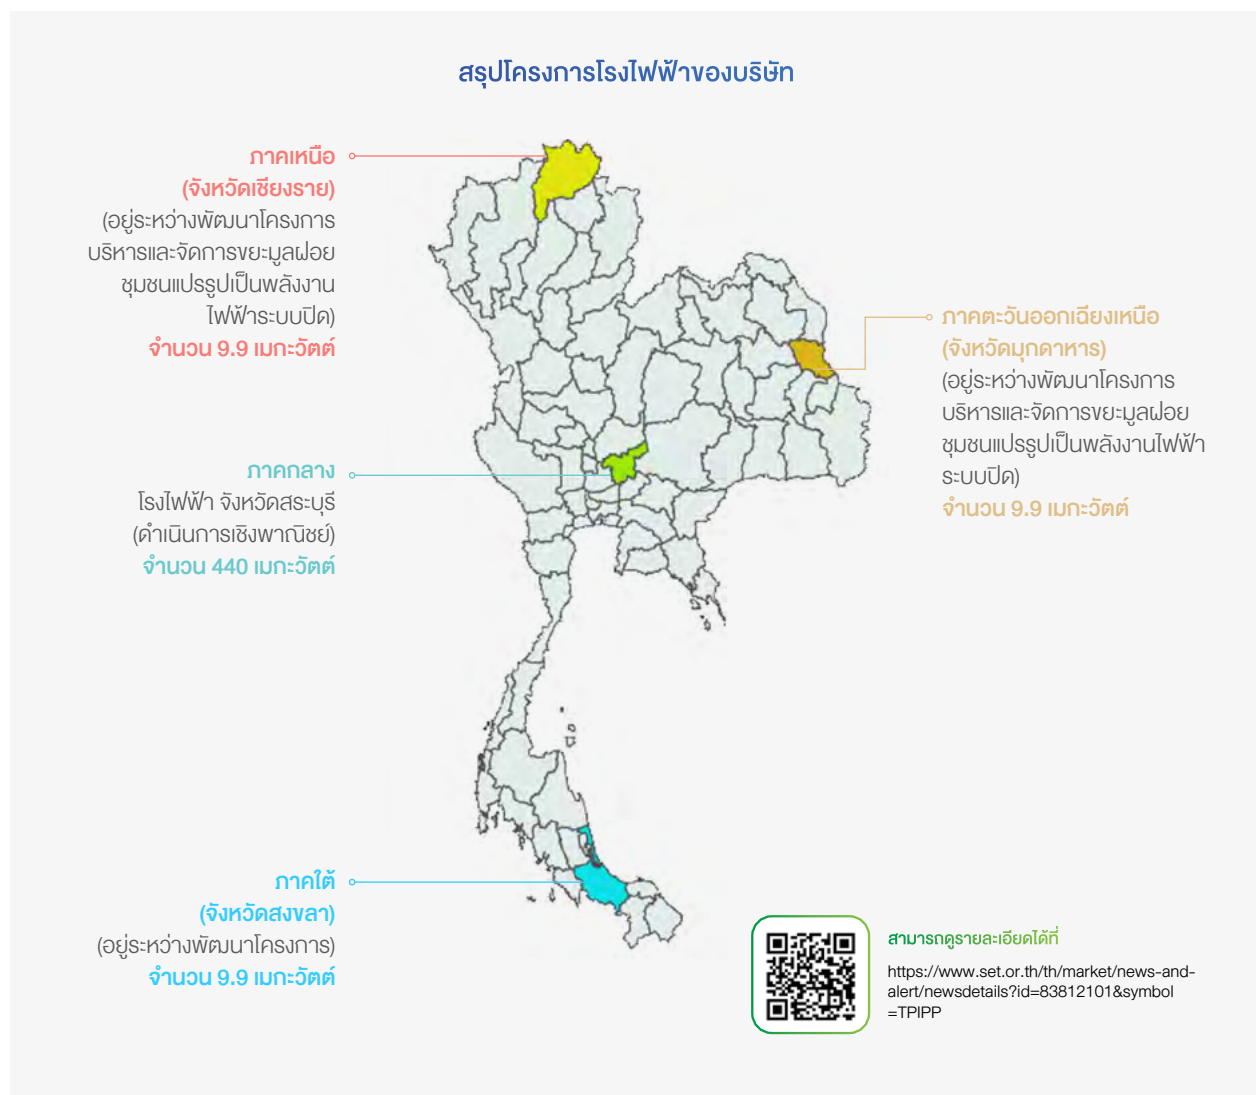 สรุปโครงการโรงไฟฟ้าของบริษัท
ภาคเหนือ
(จังหวัดเชียงราย)
(อยู่ระหว่างพัฒนาโครงการ
บริหารและจัดการขยะมูลฝอย
ชุมชนแปรรูปเป็นพลังงาน
ไฟฟ้าระบบปิด)
จำนวน 9.9 เมกะวัตต์
ภาคตะวันออกเฉียงเหนือ
(จังหวัดมุกดาหาร)
(อยู่ระหว่างพัฒนาโครงการ
บริหารและจัดการขยะมูลฝอย
ชุมชนแปรรูปเป็นพลังงานไฟฟ้า
ระบบปิด)
จำนวน 9.9 เมกะวัตต์
ภาคกลาง
โรงไฟฟ้า จังหวัดสระบุรี
(ดำเนินการเชิงพาณิชย์)
จำนวน 440 เมกะวัตต์
ภาคใต้
(จังหวัดสงขลา)
(อยู่ระหว่างพัฒนาโครงการ)
จำนวน 9.9 เมกะวัตต์
สามารถดูรายละเอียดได้ที่
https://www.set.or.th/th/market/news-and-
alert/newsdetails?id=83812101&symbol
=TPIPP